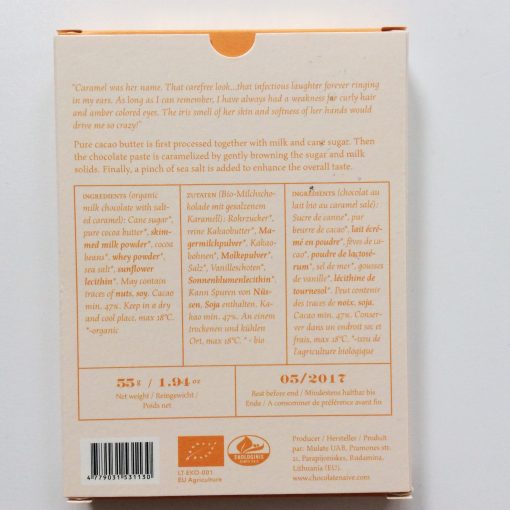 "Caramel was her name. That carefree look...that infectious laughter forever ringing
in my ears. As long as I can remember, I have always had a weakness for curly hair
and amber colored eyes. The iris smell of her skin and softness of her hands would
drive me so crazy!"
Pure cacao butter is first processed together with milk and cane sugar. Then
the chocolate paste is caramelized by gently browning the sugar and milk
solids. Finally, a pinch of sea salt is added to enhance the overall taste.
INGREDIENTS (organic
milk chocolate with salt-
ed caramel): Cane sugar*,
pure cocoa butter*, skim-
med milk powder*, cocoa
beans*, whey powder*,
sea salt*, sunflower
lecithin*. May contain
traces of nuts, soy. Cacao
min. 47%. Keep in a dry
and cool place, max 18°C.
*-organic
ZUTATEN (Bio-Milchscho-
kolade mit gesalzenem
Karamell): Rohrzucker*,
reine Kakaobutter*, Ma-
germilchpulver*, Kakao-
bohnen*, Molkepulver*,
Salz*, Vanilleschoten*,
Sonnenblumenlecithin*.
Kann Spuren von Nüs-
sen, Soja enthalten. Ka-
kao min. 47%. An einem
trockenen und kühlen
Ort, max 18°C. * - bio
INGREDIENTS (chocolat au
lait bio au caramel salé):
Sucre de canne*, pur
beurre de cacao*, lait écré-
mé en poudre*, fèves de ca-
cao*, poudre de lactosé-
rum*, sel de mer*, gousses
de vanille*, lécithine de
tournesol*. Peut contenir
des traces de noix, soja.
Cacao min. 47%. Conser-
ver dans un endroit sec et
frais, max 18°C. *-issu de
l'agriculture biologique
55g / 1.94 oz
Net weight / Reingewicht /
Poids net
05/2017
Best before end / Mindestens haltbar bis
Ende / A consommer de préférence avant fin
4 779031 531130
LT-EKO-001
EU Agriculture
EKOLOGINIS
Producer / Hersteller / Produit
par: Mulate UAB, Pramones str.
21, Parapijoniskes, Rudamina,
Lithuania (EU).
www.chocolatenaive.com